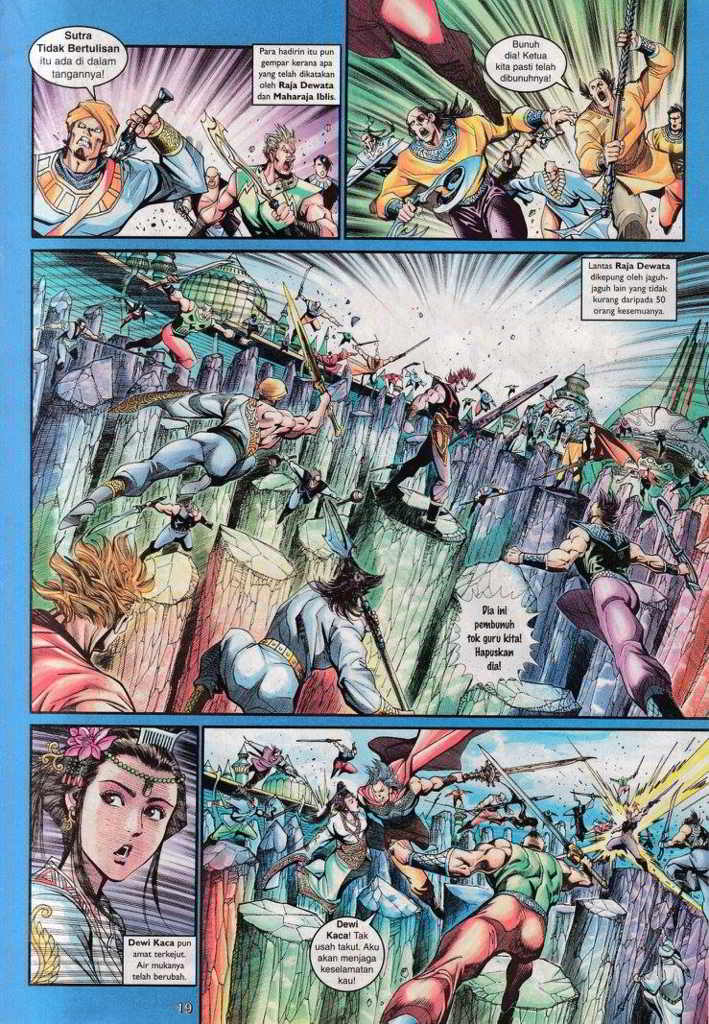 Sutra
Tidak Bertulisan
itu ada di dalam
tangannya!
Para hadirin itu pun
gempar kerana apa
yang telah dikatakan
oleh Raja Dewata
dan Maharaja Iblis.
Bunuh
dia! Ketua
kita pasti telah
dibunuhnya!
Lantas Raja Dewata
dikepung oleh jaguh-
jaguh lain yang tidak
kurang daripada 50
orang kesemuanya.
Dia ini
pembunuh
tok guru kita!
Hapuskan
dia!
Dewi Kaca pun
amat terkejut.
Air mukanya
telah berubah.
Dewi
Kaca! Tak
usah takut. Aku
akan menjaga
keselamatan
kau!
19